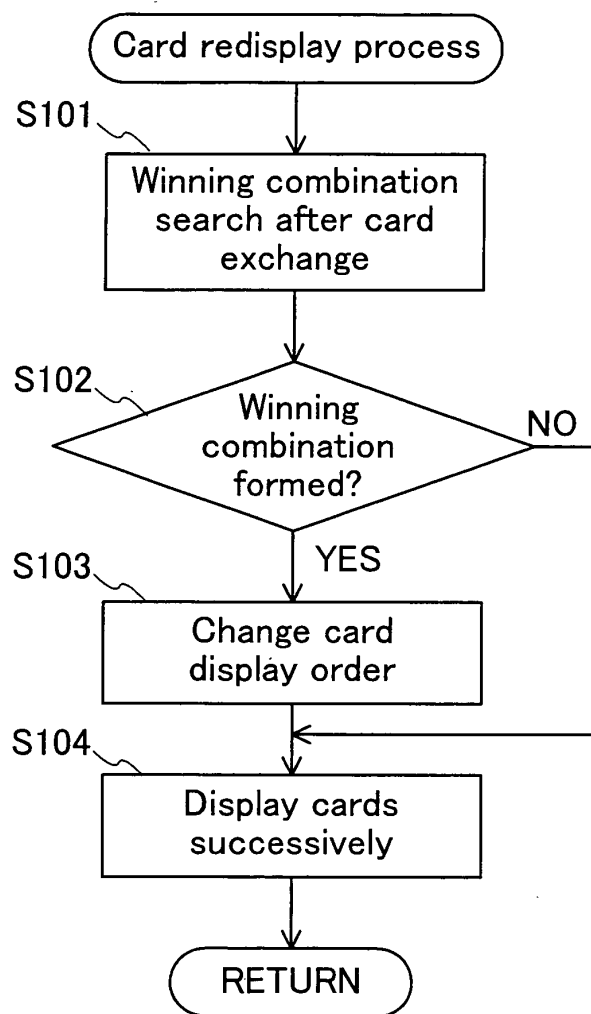 Card redisplay process
S101
Winning combination
search after card
exchange
S102
Winning
combination
formed?
NO
YES
S103
Change card
display order
S104
Display cards
successively
RETURN